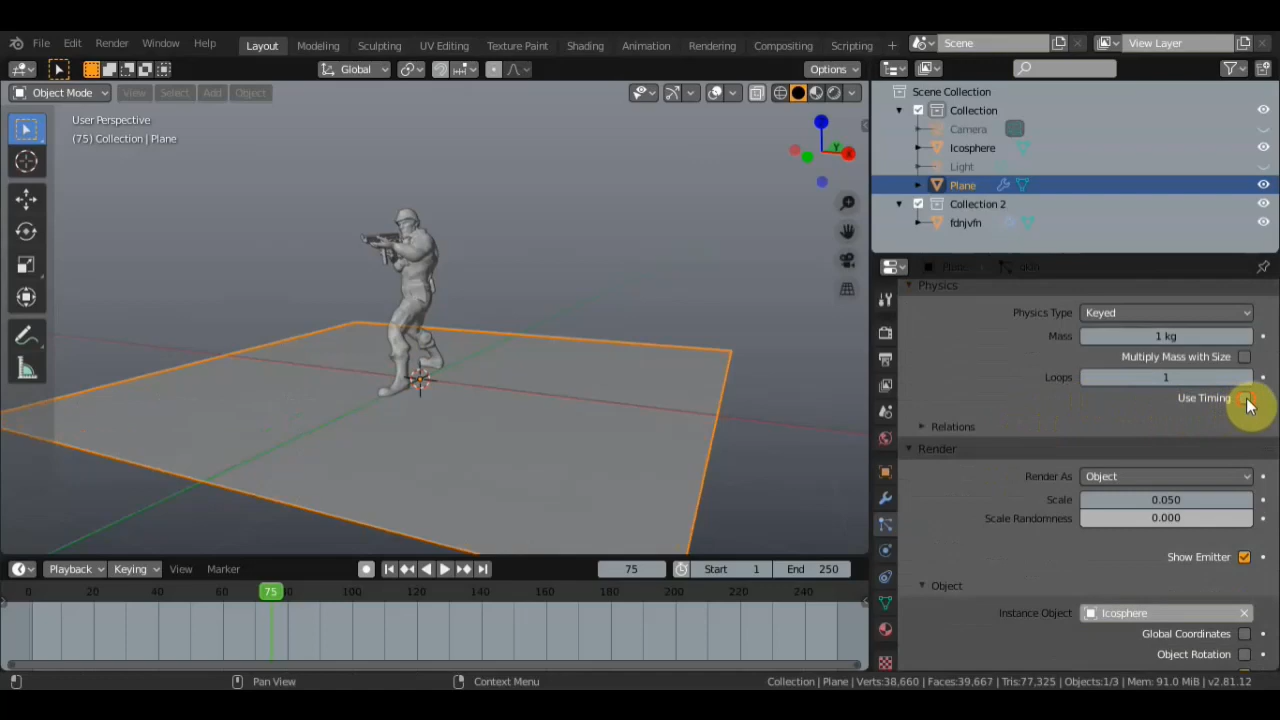 File Edit Render Window Help Layout Modeling Sculpting UV Editing Texture Paint Shading Animation Rendering Compositing Scripting + Scene View Layer
Global Options
Object Mode View Select Add Object Scene Collection
User Perspective
(75) Collection | Plane
Collection
Camera
Icosphere
Light
Plane
Collection 2
fdnjvfn
Y
Plane
Physics
Physics Type Keyed
Mass 1 kg
Multiply Mass with Size
Loops 1
Use Timing
Relations
Render
Render As Object
Scale 0.050
Scale Randomness 0.000
Show Emitter
Object
Instance Object Icosphere
Global Coordinates
Object Rotation
Playback Keying View Marker 75 Start 1 End 250
0 20 40 60 75 80 100 120 140 160 180 200 220 240
Pan View Context Menu Collection | Plane | Verts:38,660 | Faces:39,667 | Tris:77,325 | Objects:1/3 | Mem: 91.0 MiB | v2.81.12